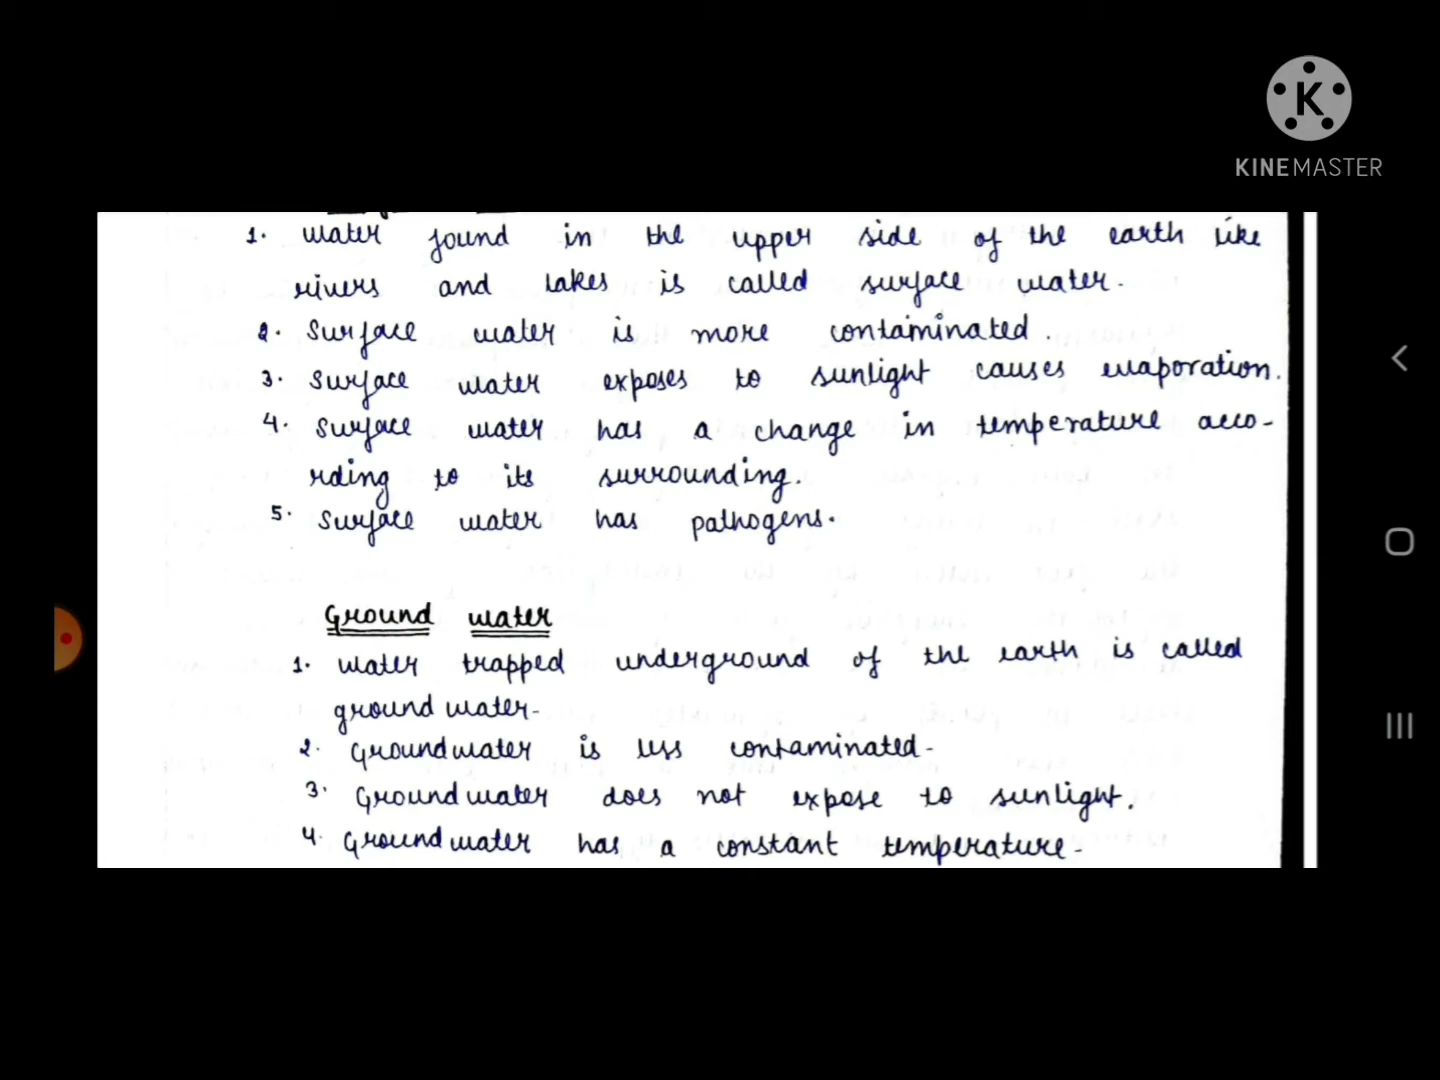 KINEMASTER
1. water found in the upper side of the earth like
rivers and lakes is called surface water.
2. Surface water is more contaminated.
3. Surface water exposes to sunlight causes evaporation.
4. Surface water has a change in temperature acco-
rding to its surrounding.
5. Surface water has pathogens.
Ground water
1. water trapped underground of the earth is called
ground water.
2. Groundwater is less contaminated.
3. Groundwater does not expose to sunlight.
4. Groundwater has a constant temperature.